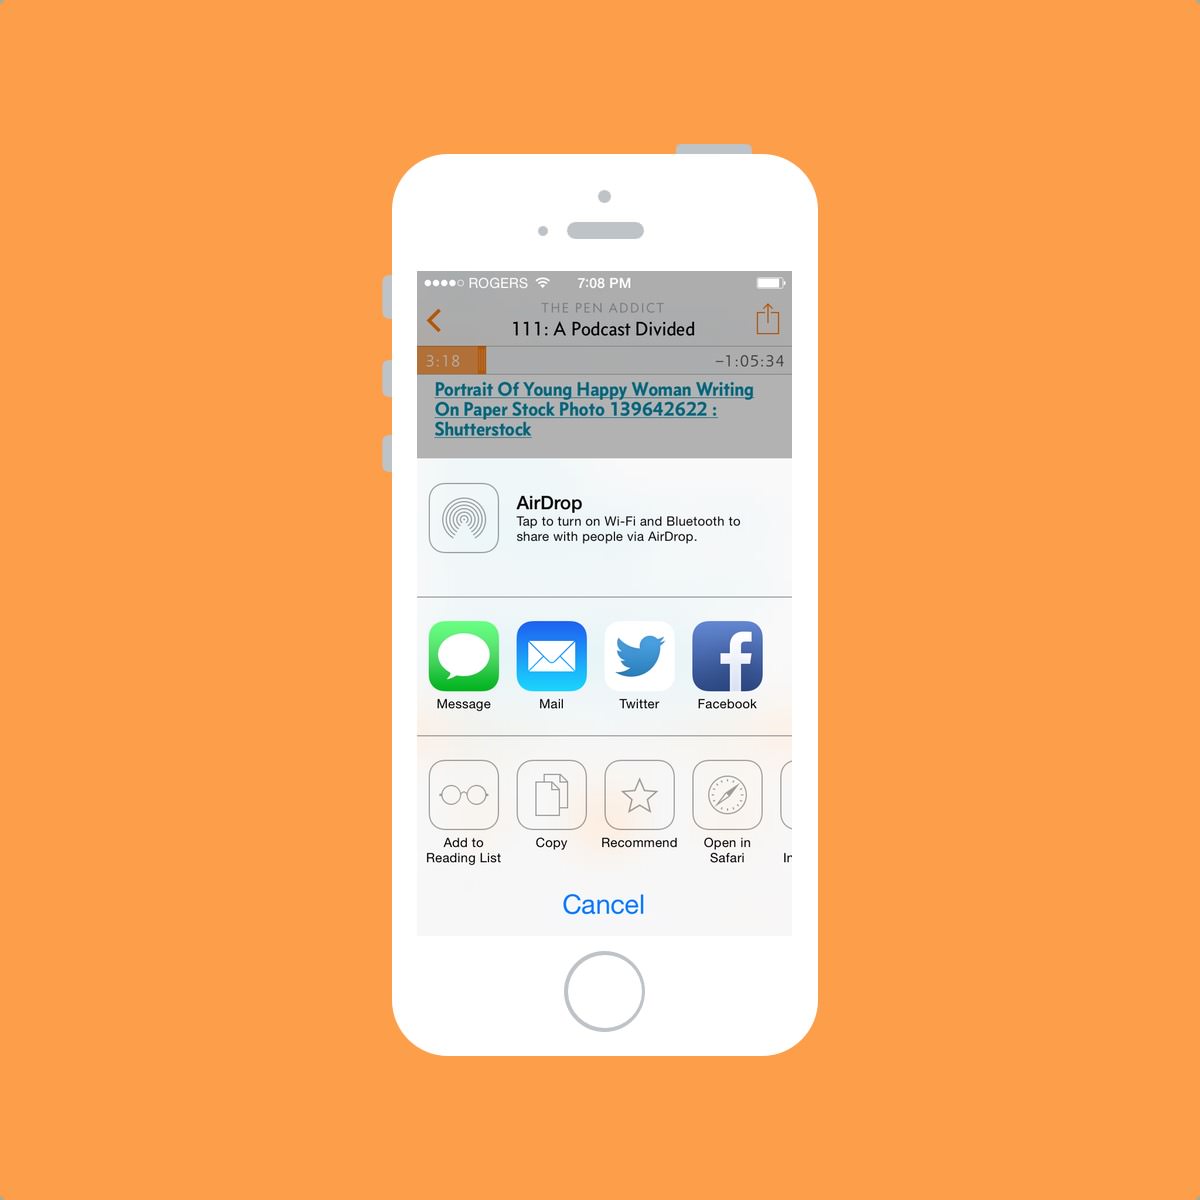 ROGERS 7:08 PM
THE PEN ADDICT
111: A Podcast Divided
3:18 −1:05:34
Portrait Of Young Happy Woman Writing
On Paper Stock Photo 139642622 :
Shutterstock
AirDrop
Tap to turn on Wi-Fi and Bluetooth to
share with people via AirDrop.
Message Mail Twitter Facebook
Add to Copy Recommend Open in
Reading List Safari
Cancel